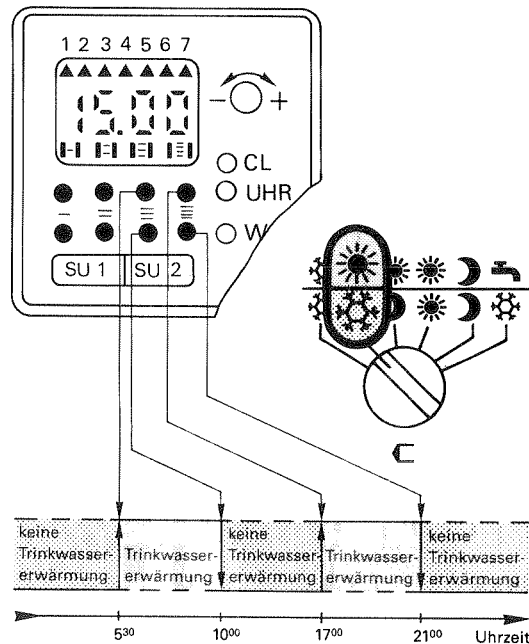 1 2 3 4 5 6 7
15.00
- +
CL
UHR
W
SU 1 SU 2
keine Trinkwasser-erwärmung
Trinkwasser-erwärmung
keine Trinkwasser-erwärmung
Trinkwasser-erwärmung
keine Trinkwasser-erwärmung
5³⁰ 10⁰⁰ 17⁰⁰ 21⁰⁰ Uhrzeit